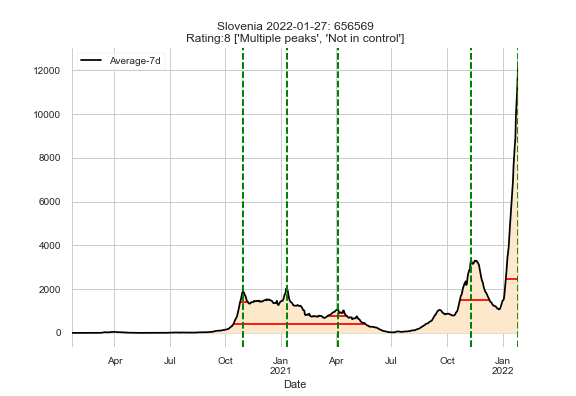 Slovenia 2022-01-27: 656569
Rating:8 ['Multiple peaks', 'Not in control']
Average-7d
12000
10000
8000
6000
4000
2000
0
Apr Jul Oct Jan Apr Jul Oct Jan
2021 2022
Date